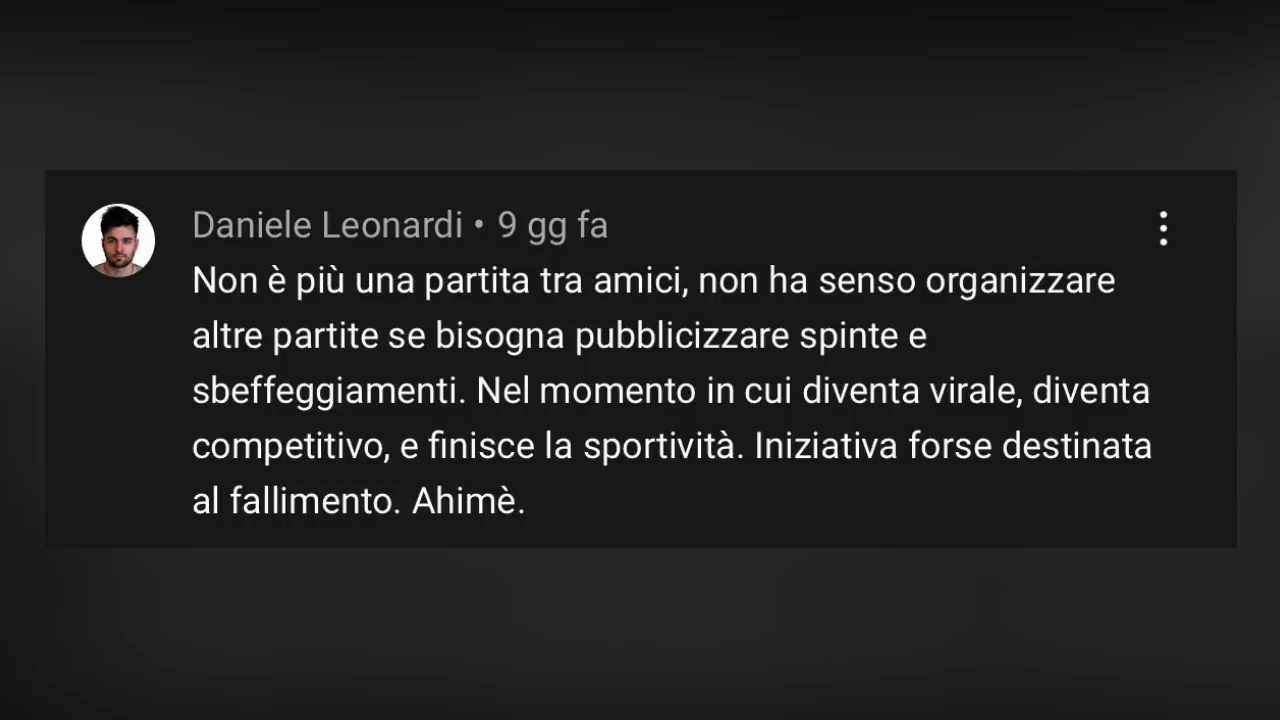 Daniele Leonardi • 9 gg fa
Non è più una partita tra amici, non ha senso organizzare
altre partite se bisogna pubblicizzare spinte e
sbeffeggiamenti. Nel momento in cui diventa virale, diventa
competitivo, e finisce la sportività. Iniziativa forse destinata
al fallimento. Ahimè.